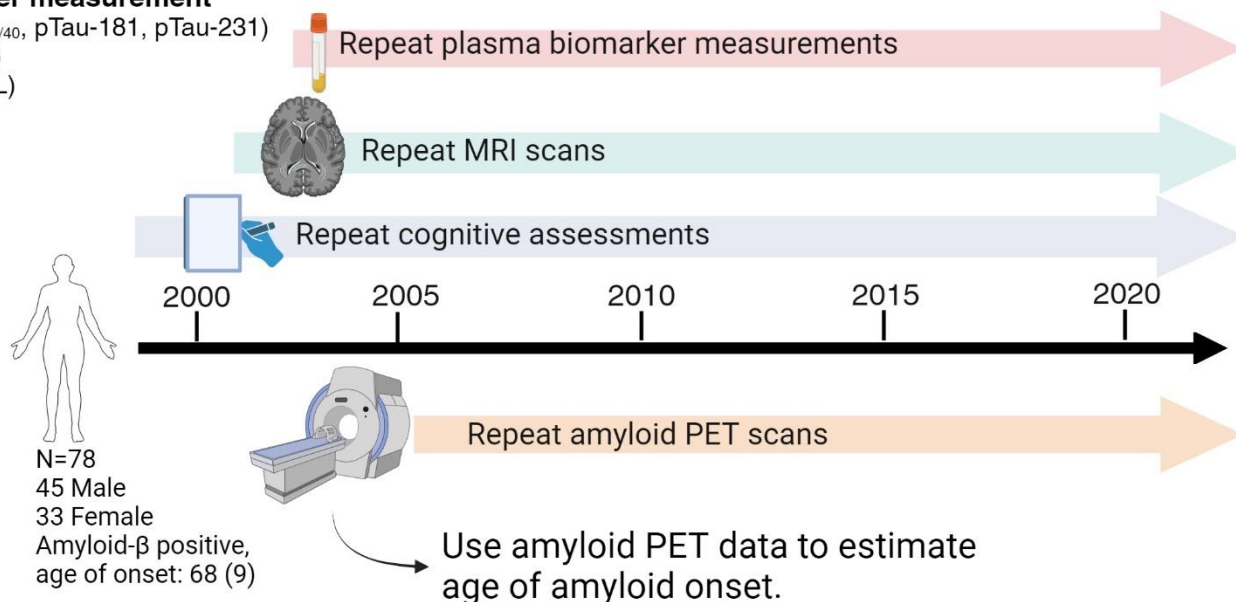 er measurement
/40, pTau-181, pTau-231)
L)
Repeat plasma biomarker measurements
Repeat MRI scans
Repeat cognitive assessments
2000 2005 2010 2015 2020
Repeat amyloid PET scans
N=78
45 Male
33 Female
Amyloid-β positive,
age of onset: 68 (9)
Use amyloid PET data to estimate
age of amyloid onset.